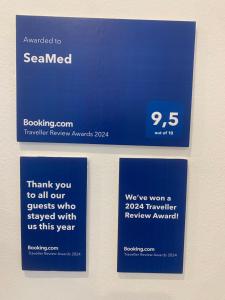 Awarded to
SeaMed
Booking.com
Traveller Review Awards 2024
9,5
out of 10
Thank you
to all our
guests who
stayed with
us this year
Booking.com
Traveller Review Awards 2024
We've won a
2024 Traveller
Review Award!
Booking.com
Traveller Review Awards 2024